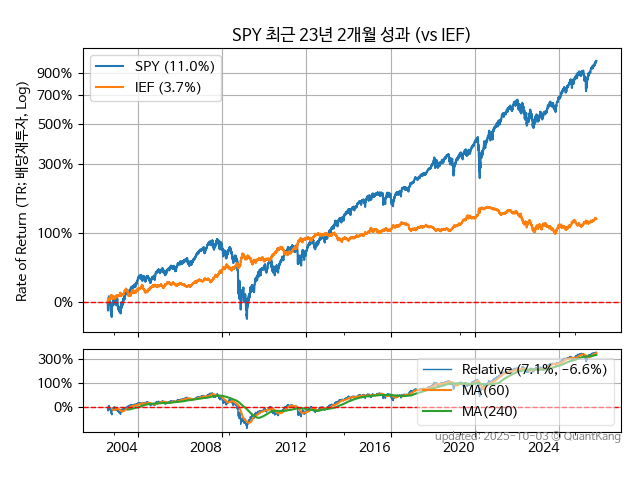 SPY 최근 23년 2개월 성과 (vs IEF)
Rate of Return (TR; 배당재투자, Log)
SPY (11.0%)
IEF (3.7%)
900%
700%
500%
300%
100%
0%
300%
100%
0%
Relative (7.1%, −6.6%)
MA(60)
MA(240)
2004
2008
2012
2016
2020
2024
updated: 2025-10-03 © QuantKang